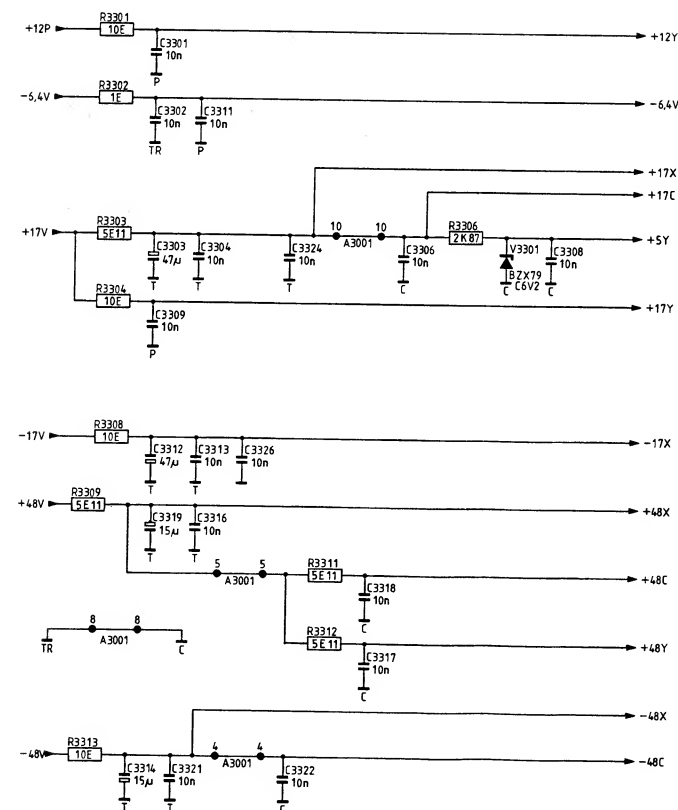 R3301
+12P 10E +12Y
C3301
10n
P
R3302
-6,4V 1E -6,4V
C3302 C3311
10n 10n
TR P
+17X
+17C
R3303 10 10 R3306
+17V 5E11 A3001 2K87 +5Y
C3303 C3304 C3324 C3306 V3301 C3308
47µ 10n 10n 10n BZX79 10n
C6V2
T T T C C C
R3304
10E +17Y
C3309
10n
P
R3308
-17V 10E -17X
C3312 C3313 C3326
47µ 10n 10n
T T
R3309
+48V 5E11 +48X
C3319 C3316
15µ 10n
T T
5 5 R3311
A3001 5E11 +48C
C3318
10n
C
8 8 R3312
TR A3001 C 5E11 +48Y
C3317
10n
C
-48X
R3313 4 4
-48V 10E A3001 -48C
C3314 C3321 C3322
15µ 10n 10n
T T C